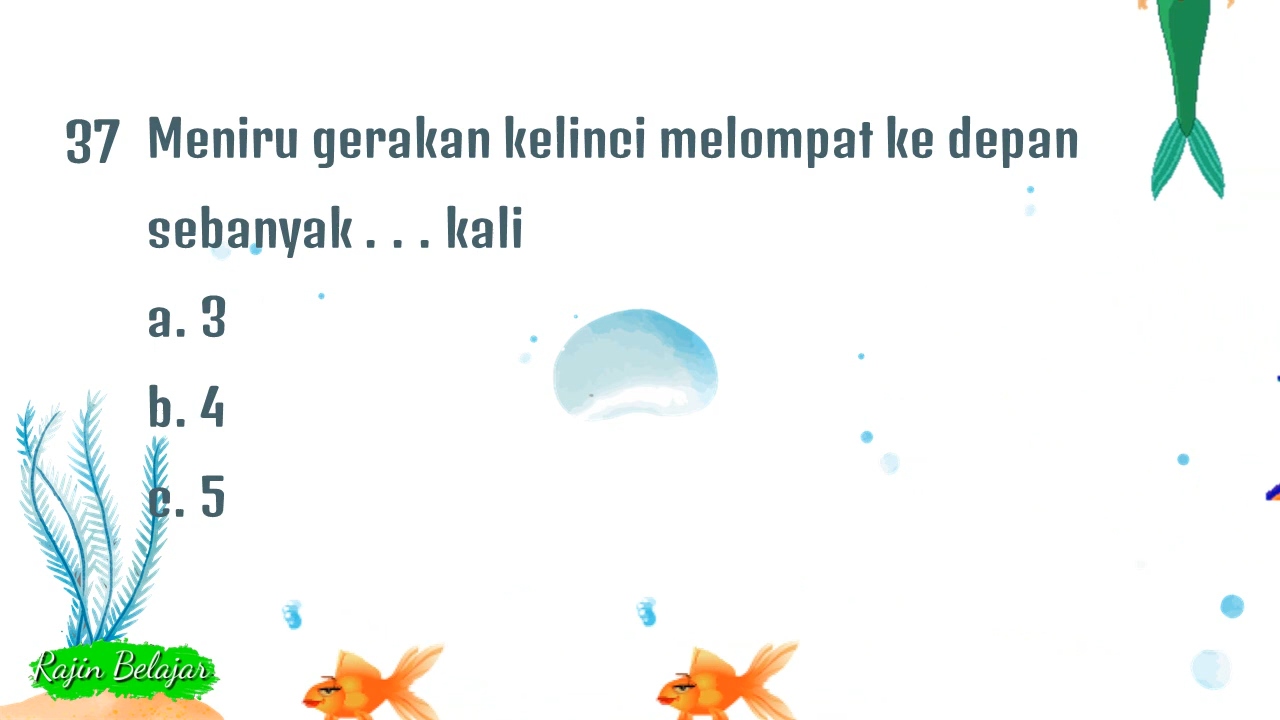 37 Meniru gerakan kelinci melompat ke depan
sebanyak . . . kali
a. 3
b. 4
c. 5
Rajin Belajar